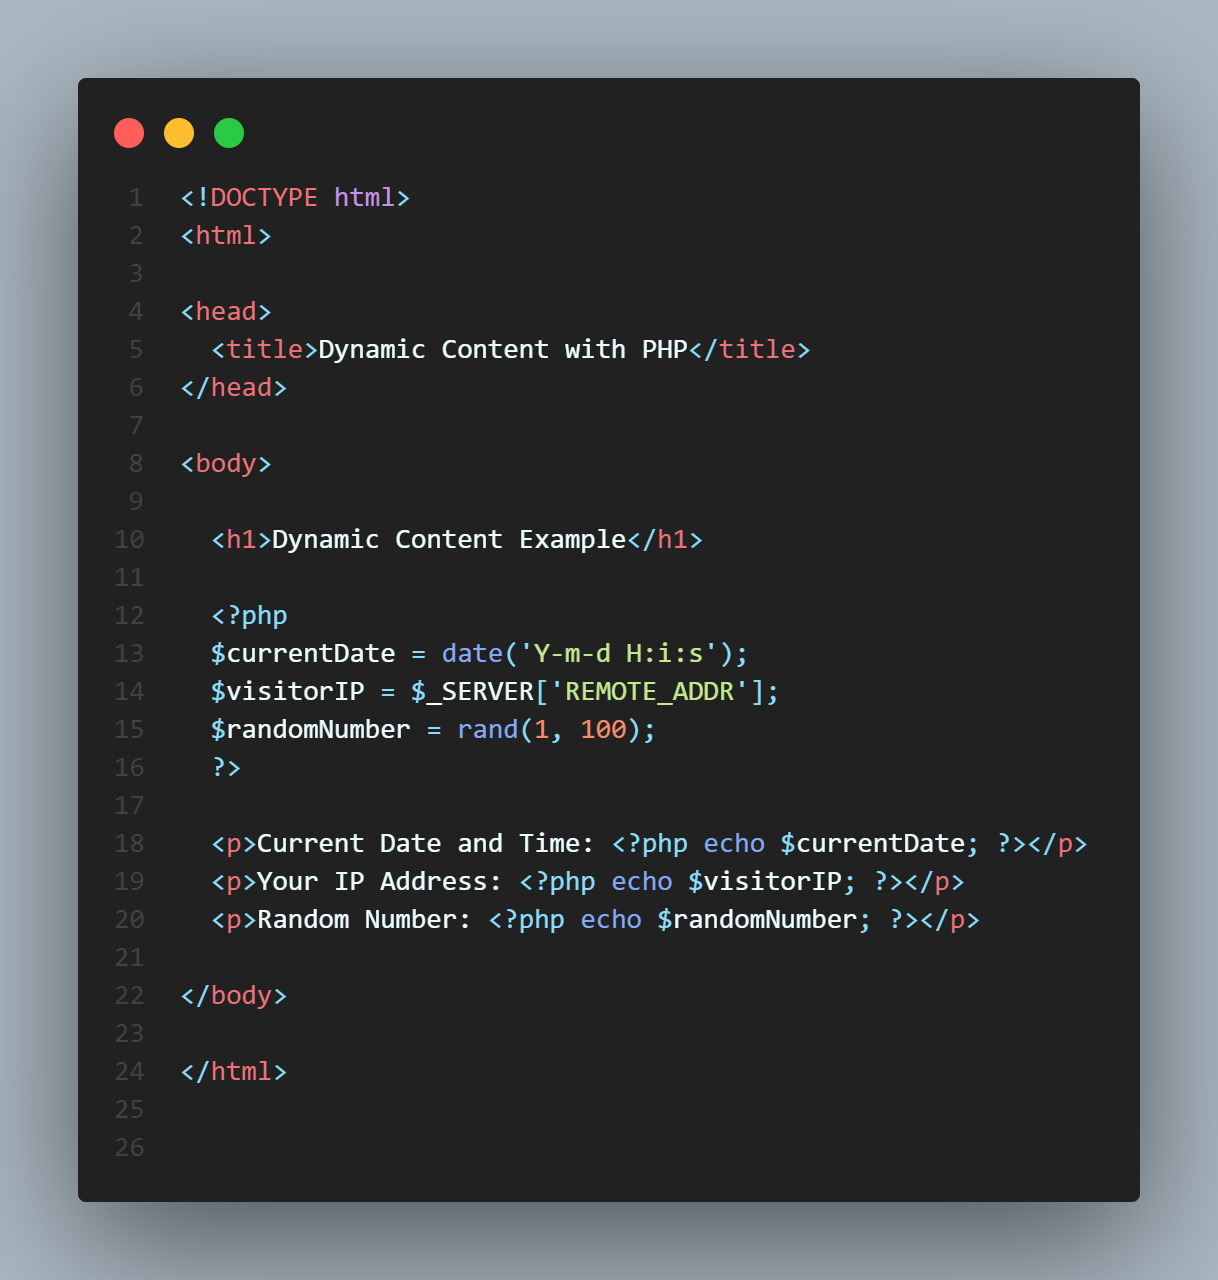 1 <!DOCTYPE html>
2 <html>
3
4 <head>
5   <title>Dynamic Content with PHP</title>
6 </head>
7
8 <body>
9
10   <h1>Dynamic Content Example</h1>
11
12   <?php
13   $currentDate = date('Y-m-d H:i:s');
14   $visitorIP = $_SERVER['REMOTE_ADDR'];
15   $randomNumber = rand(1, 100);
16   ?>
17
18   <p>Current Date and Time: <?php echo $currentDate; ?></p>
19   <p>Your IP Address: <?php echo $visitorIP; ?></p>
20   <p>Random Number: <?php echo $randomNumber; ?></p>
21
22 </body>
23
24 </html>
25
26